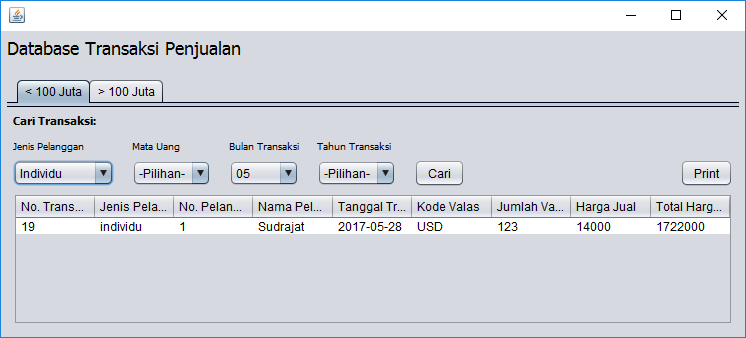 Database Transaksi Penjualan
< 100 Juta > 100 Juta
Cari Transaksi:
Jenis Pelanggan Mata Uang Bulan Transaksi Tahun Transaksi
Individu -Pilihan- 05 -Pilihan- Cari Print
No. Trans... Jenis Pela... No. Pelan... Nama Pel... Tanggal Tr... Kode Valas Jumlah Va... Harga Jual Total Harg...
19 individu 1 Sudrajat 2017-05-28 USD 123 14000 1722000